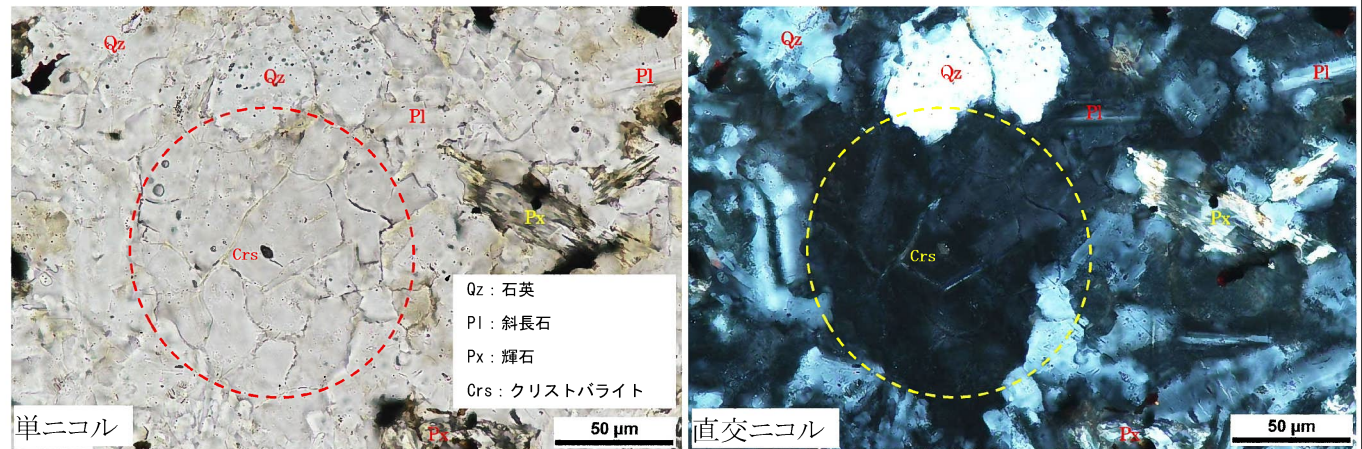 Qz
Qz
Pl
Pl
Px
Crs
Qz：石英
Pl：斜長石
Px：輝石
Crs：クリストバライト
Px
単ニコル
50 µm
Qz
Qz
Pl
Pl
Px
Crs
Px
直交ニコル
50 µm